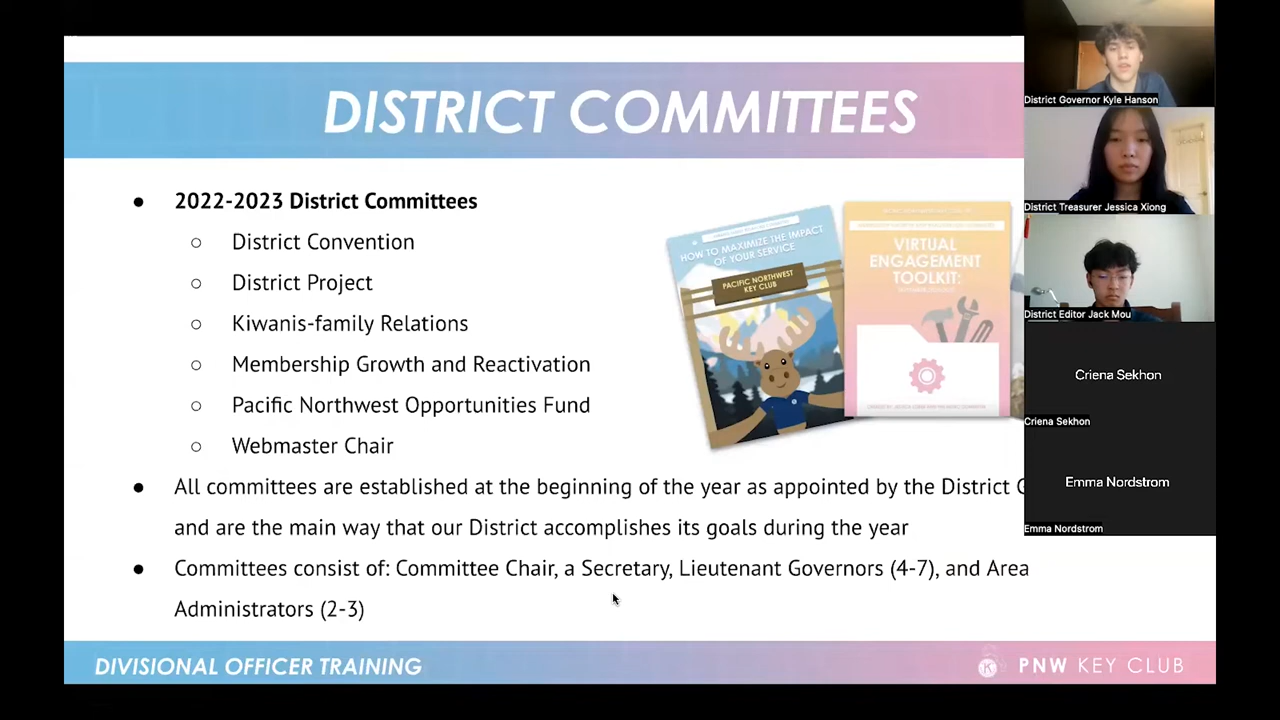 DISTRICT COMMITTEES
● 2022-2023 District Committees
○ District Convention
○ District Project
○ Kiwanis-family Relations
○ Membership Growth and Reactivation
○ Pacific Northwest Opportunities Fund
○ Webmaster Chair
● All committees are established at the beginning of the year as appointed by the District
and are the main way that our District accomplishes its goals during the year
● Committees consist of: Committee Chair, a Secretary, Lieutenant Governors (4-7), and Area
Administrators (2-3)
HOW TO MAXIMIZE THE IMPACT
OF YOUR SERVICE
PACIFIC NORTHWEST
KEY CLUB
VIRTUAL
ENGAGEMENT
TOOLKIT:
District Governor Kyle Hanson
District Treasurer Jessica Xiong
District Editor Jack Mou
Criena Sekhon
Criena Sekhon
Emma Nordstrom
Emma Nordstrom
DIVISIONAL OFFICER TRAINING
K
PNW KEY CLUB